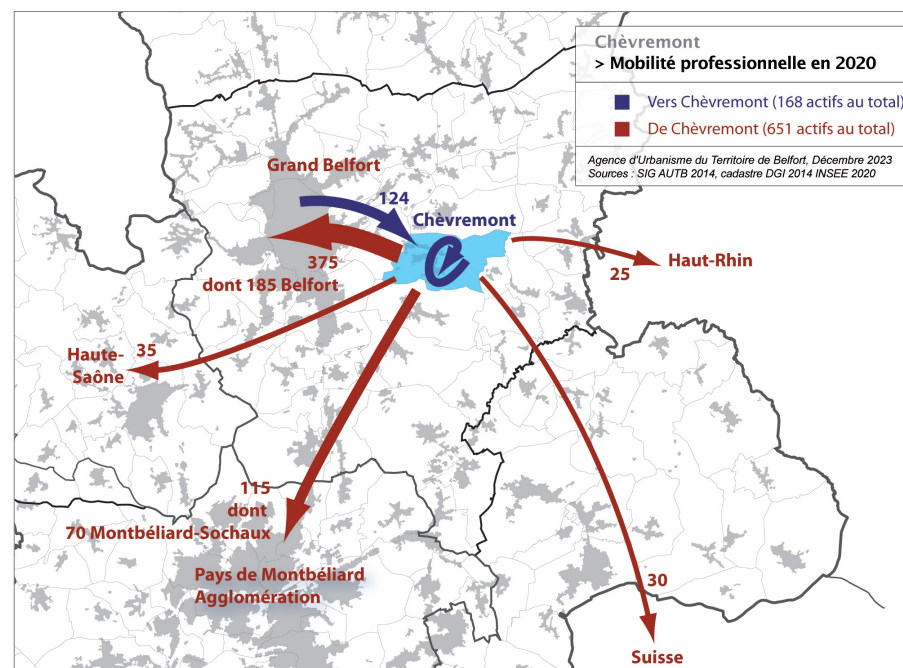 Chèvremont
> Mobilité professionnelle en 2020
Vers Chèvremont (168 actifs au total)
De Chèvremont (651 actifs au total)
Agence d'Urbanisme du Territoire de Belfort, Décembre 2023
Sources : SIG AUTB 2014, cadastre DGI 2014 INSEE 2020
Grand Belfort
124
Chèvremont
375
dont 185 Belfort
Haut-Rhin
25
35
Haute-
Saône
115
dont
70 Montbéliard-Sochaux
Pays de Montbéliard
Agglomération
30
Suisse